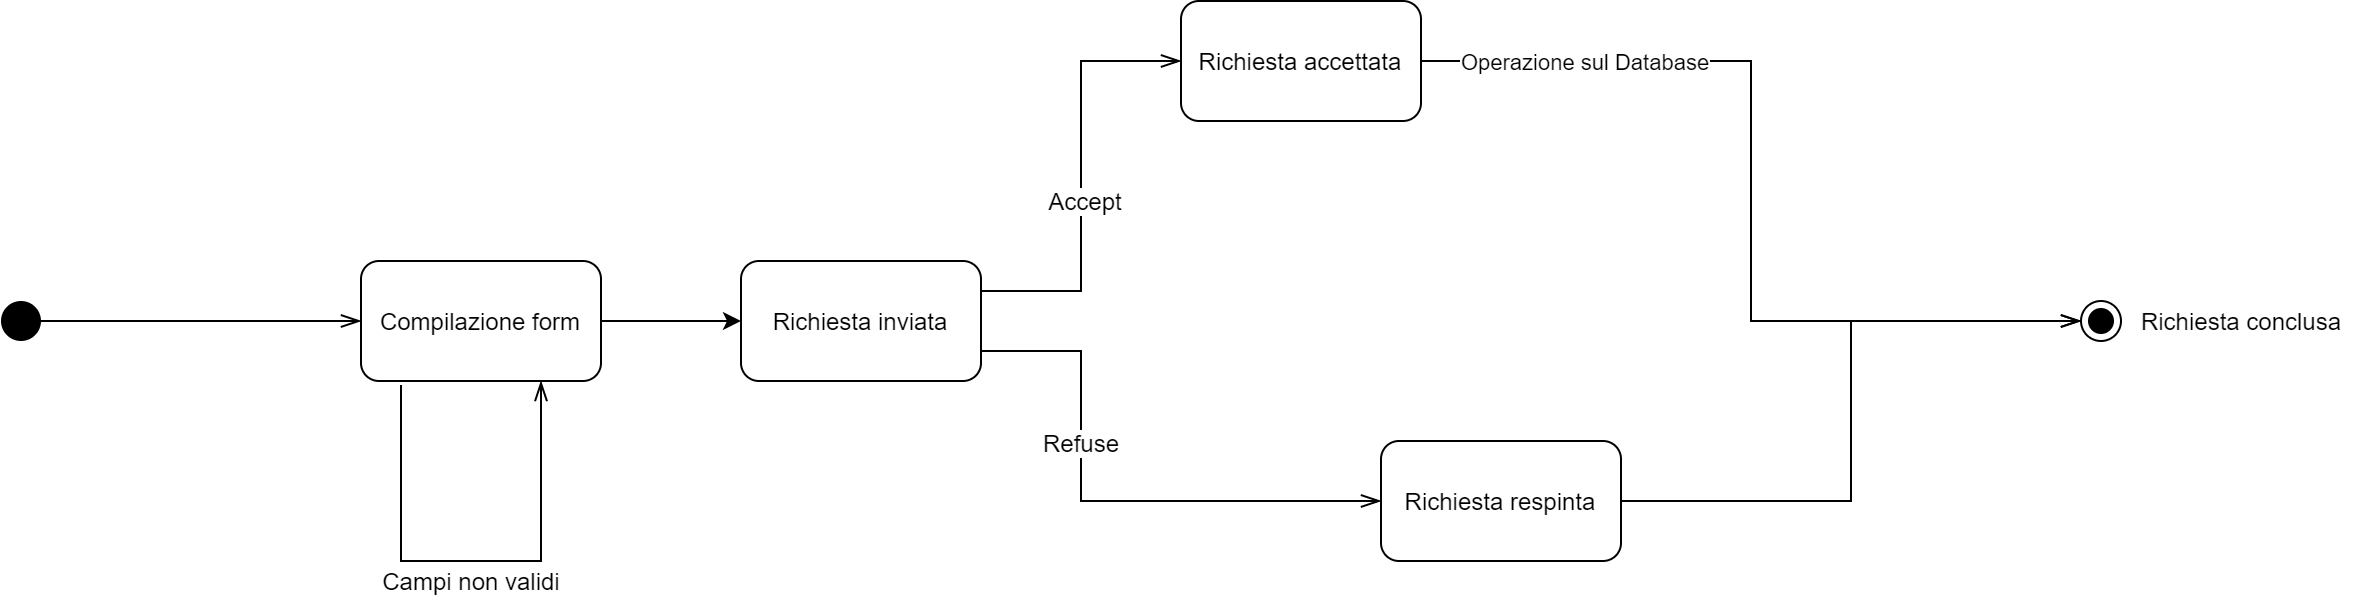 Richiesta accettata
Operazione sul Database
Accept
Compilazione form
Richiesta inviata
Richiesta conclusa
Refuse
Richiesta respinta
Campi non validi